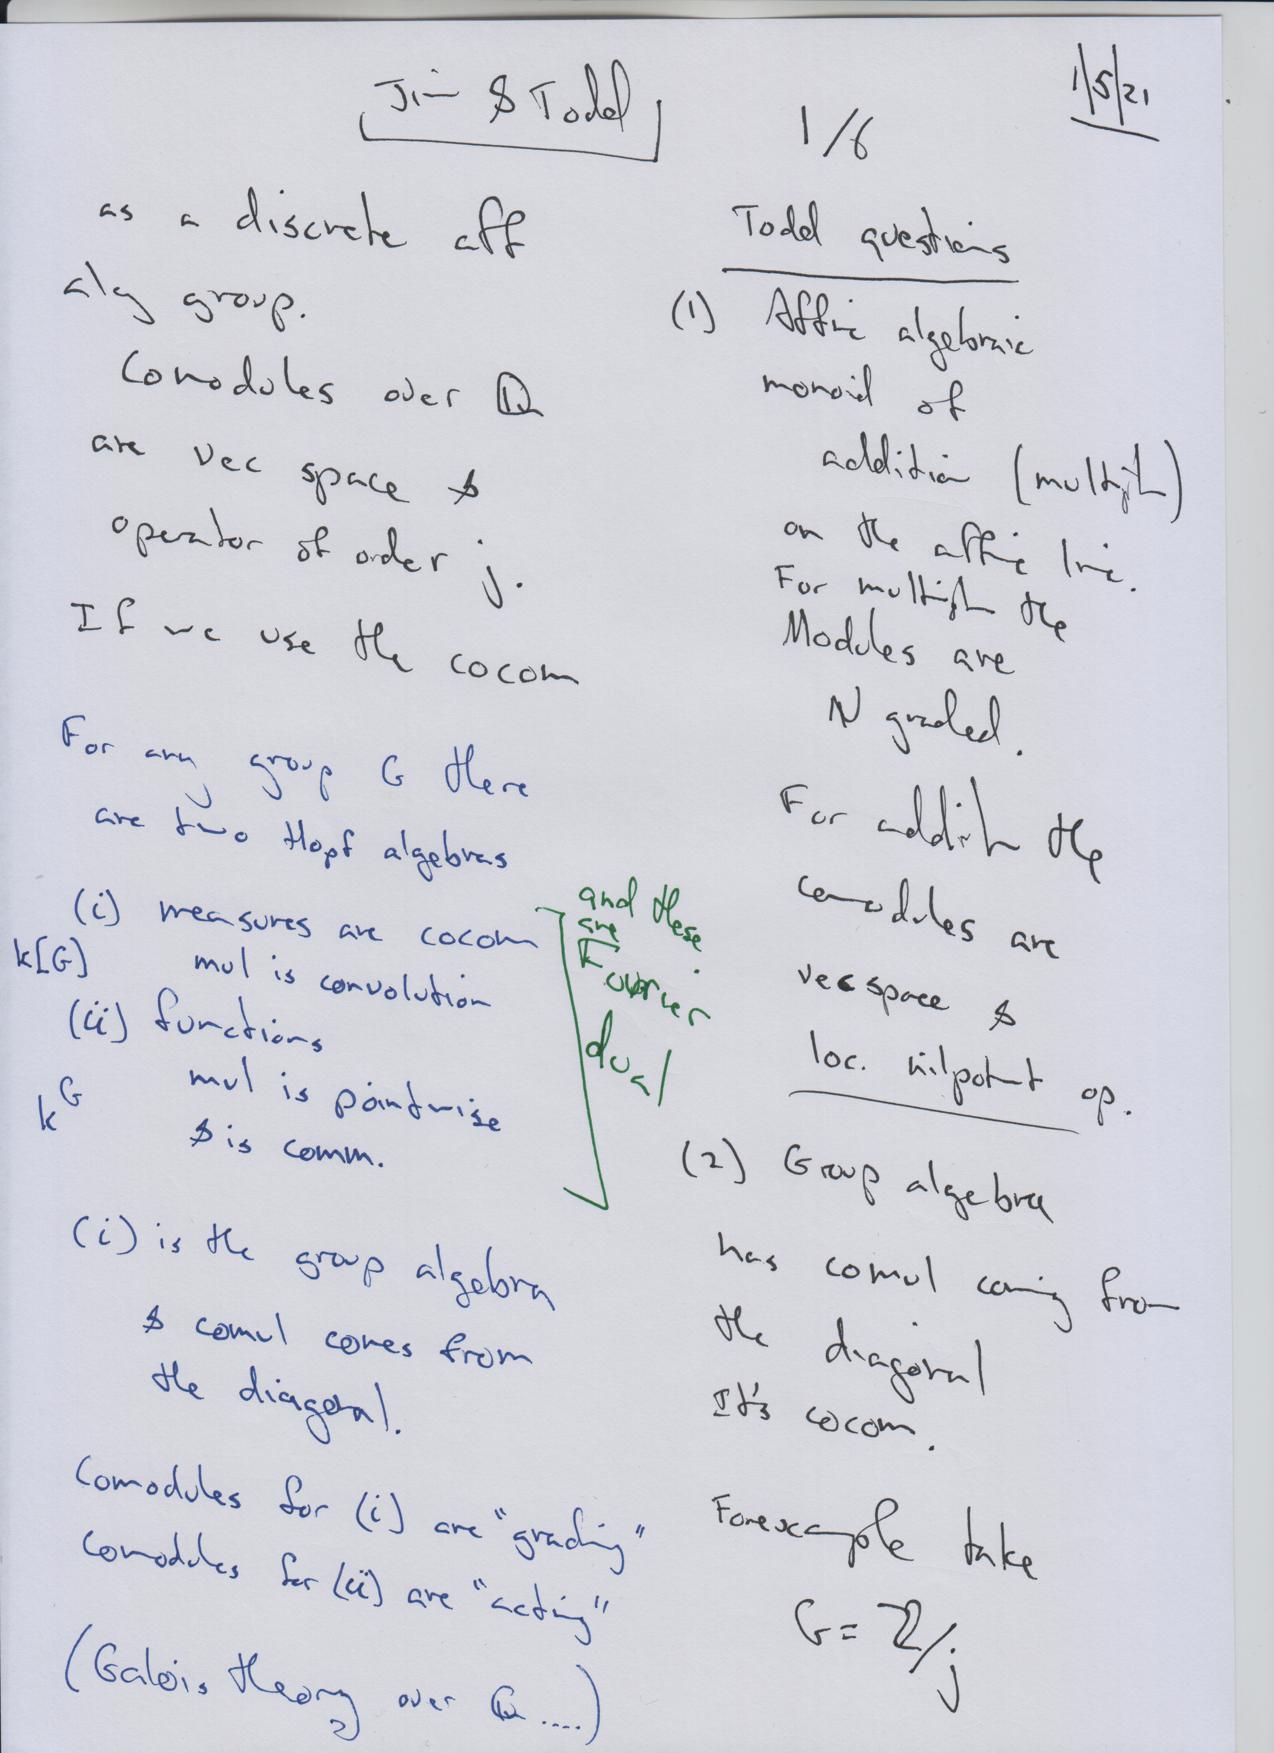 Jim & Todd
1/6
1/5/21
as a discrete aff
alg group.
Comodules over Q
are vec space &
operator of order j.
If we use the cocom
For any group G there
are two Hopf algebras
(i) measures are cocom
k[G] mul is convolution
(ii) functions
k^G mul is pointwise
& is comm.
and these
are
Fourier
dual
(i) is the group algebra
& comul comes from
the diagonal.
Comodules for (i) are "grading"
Comodules for (ii) are "acting"
(Galois theory over Q ....)
Todd questions
(1) Affine algebraic
monoid of
addition (multipl)
on the affine line.
For multipl the
Modules are
N graded.
For addith the
comodules are
vec space &
loc. nilpotent op.
(2) Group algebra
has comul coming from
the diagonal
It's cocom.
For example take
G = Z/j